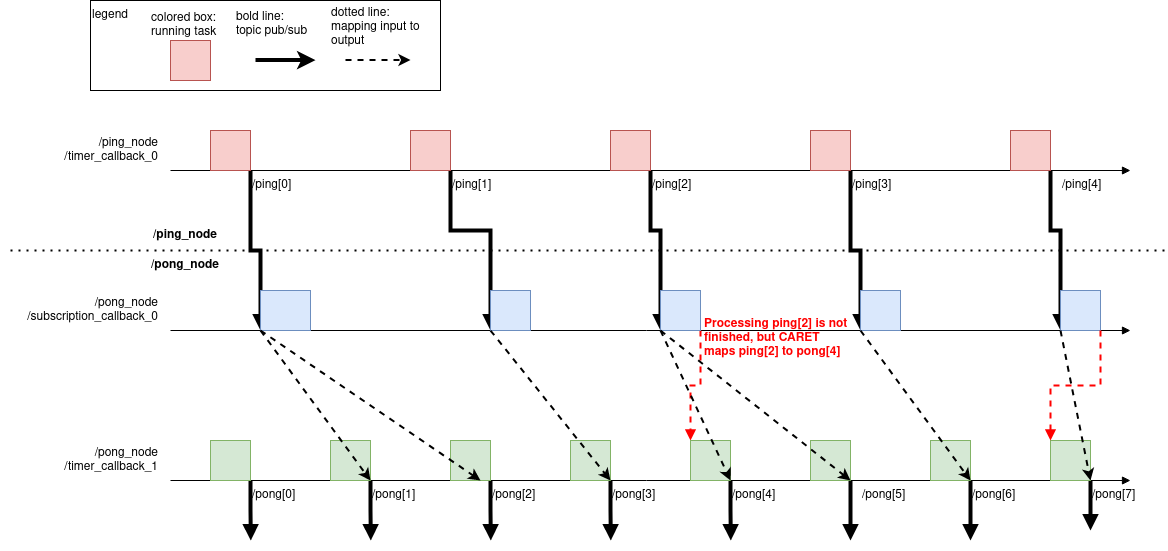 legend
colored box:
running task
bold line:
topic pub/sub
dotted line:
mapping input to
output
/ping_node
/timer_callback_0
/ping[0]
/ping[1]
/ping[2]
/ping[3]
/ping[4]
/ping_node
/pong_node
/pong_node
/subscription_callback_0
Processing ping[2] is not
finished, but CARET
maps ping[2] to pong[4]
/pong_node
/timer_callback_1
/pong[0]
/pong[1]
/pong[2]
/pong[3]
/pong[4]
/pong[5]
/pong[6]
/pong[7]